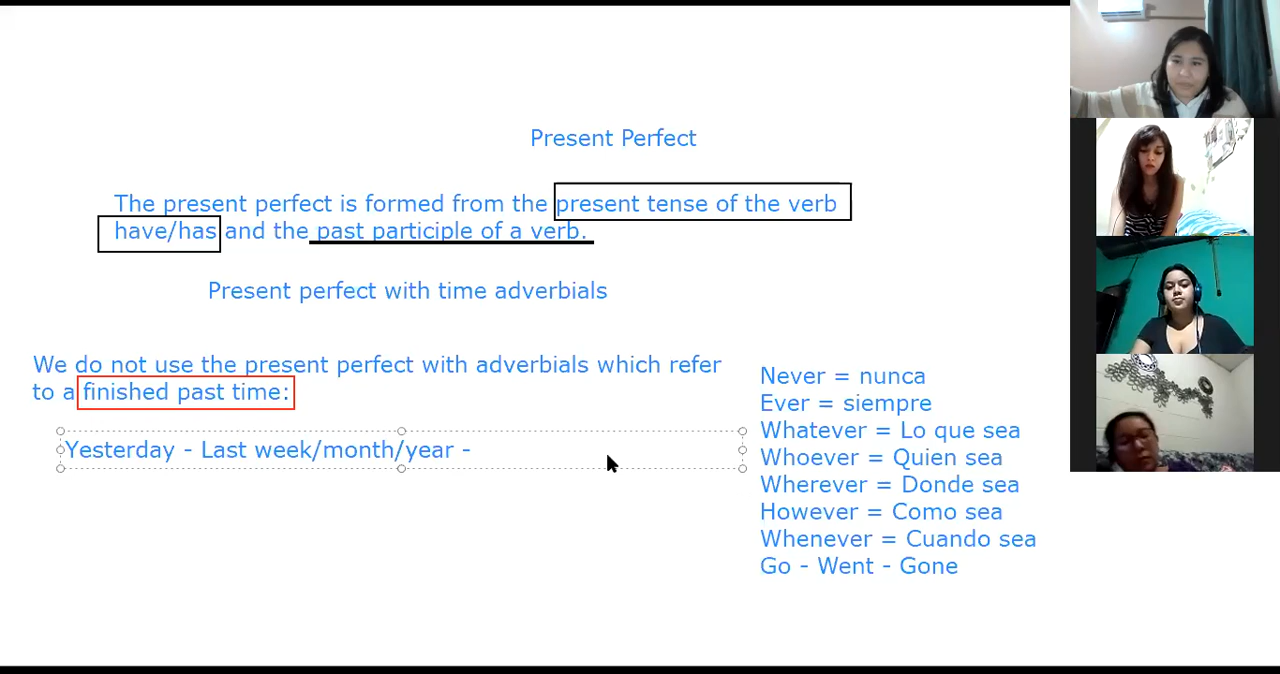 Present Perfect
The present perfect is formed from the present tense of the verb
have/has and the past participle of a verb.
Present perfect with time adverbials
We do not use the present perfect with adverbials which refer
to a finished past time:
Yesterday - Last week/month/year -
Never = nunca
Ever = siempre
Whatever = Lo que sea
Whoever = Quien sea
Wherever = Donde sea
However = Como sea
Whenever = Cuando sea
Go - Went - Gone